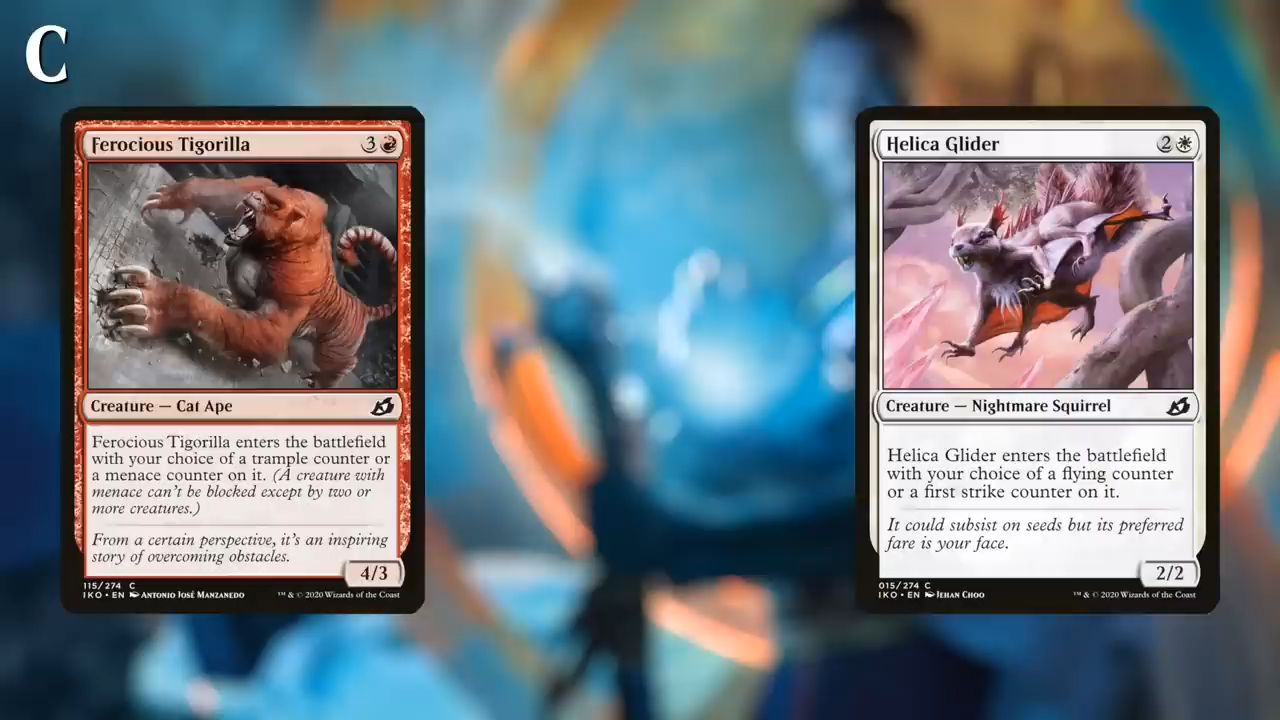 C
Ferocious Tigorilla 3
Creature — Cat Ape
Ferocious Tigorilla enters the battlefield
with your choice of a trample counter or
a menace counter on it. (A creature with
menace can't be blocked except by two or
more creatures.)
From a certain perspective, it's an inspiring
story of overcoming obstacles.
4/3
115/274 C
IKO • EN Antonio José Manzanedo
™ & © 2020 Wizards of the Coast
Helica Glider 2
Creature — Nightmare Squirrel
Helica Glider enters the battlefield
with your choice of a flying counter
or a first strike counter on it.
It could subsist on seeds but its preferred
fare is your face.
2/2
015/274 C
IKO • EN Jehan Choo
™ & © 2020 Wizards of the Coast